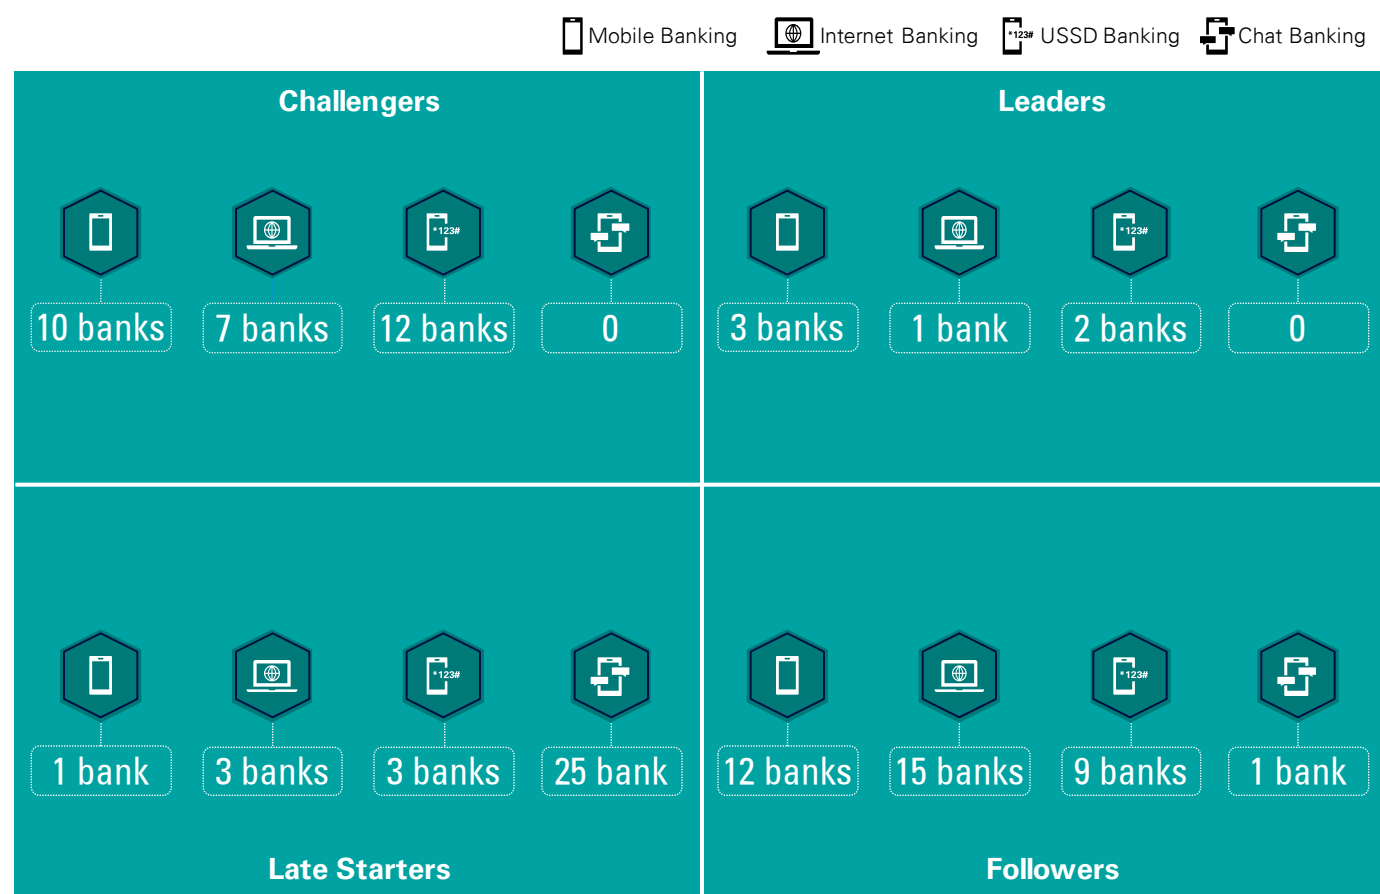 Mobile Banking
Internet Banking
*123# USSD Banking
Chat Banking
Challengers
*123#
10 banks
7 banks
12 banks
0
Leaders
*123#
3 banks
1 bank
2 banks
0
*123#
1 bank
3 banks
3 banks
25 bank
Late Starters
*123#
12 banks
15 banks
9 banks
1 bank
Followers